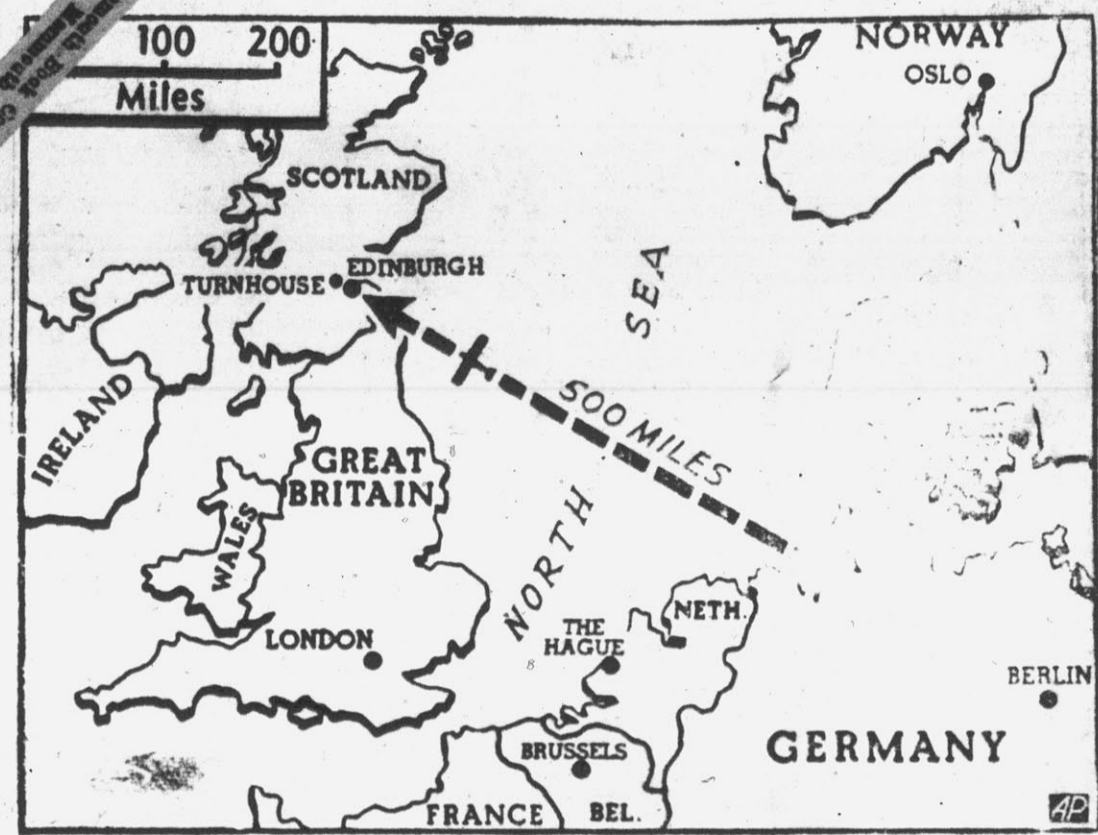 100 200
Miles
NORWAY
OSLO
SCOTLAND
EDINBURGH
TURNHOUSE
SEA
500 MILES
IRELAND
GREAT
BRITAIN
WALES
NORTH
NETH.
THE
HAGUE
LONDON
BERLIN
GERMANY
BRUSSELS
FRANCE
BEL.
AP